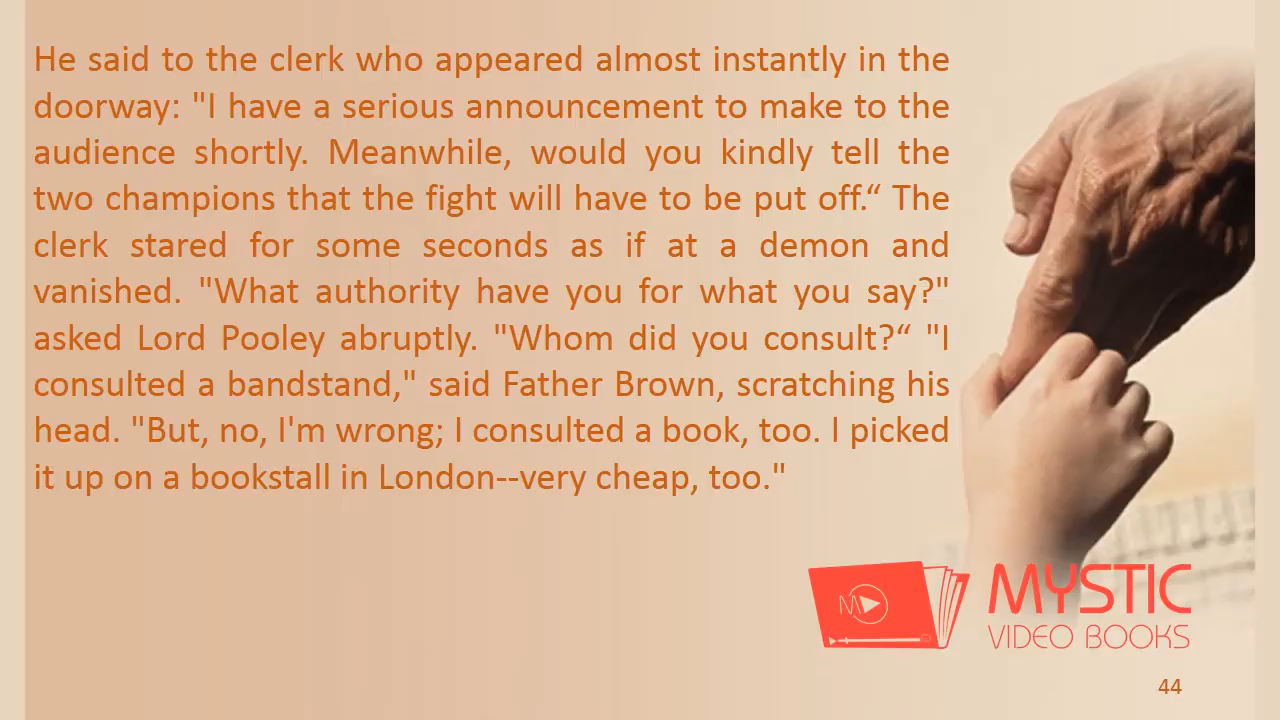 He said to the clerk who appeared almost instantly in the
doorway: "I have a serious announcement to make to the
audience shortly. Meanwhile, would you kindly tell the
two champions that the fight will have to be put off.“ The
clerk stared for some seconds as if at a demon and
vanished. "What authority have you for what you say?"
asked Lord Pooley abruptly. "Whom did you consult?“ "I
consulted a bandstand," said Father Brown, scratching his
head. "But, no, I'm wrong; I consulted a book, too. I picked
it up on a bookstall in London--very cheap, too."
M
MYSTIC
VIDEO BOOKS
44